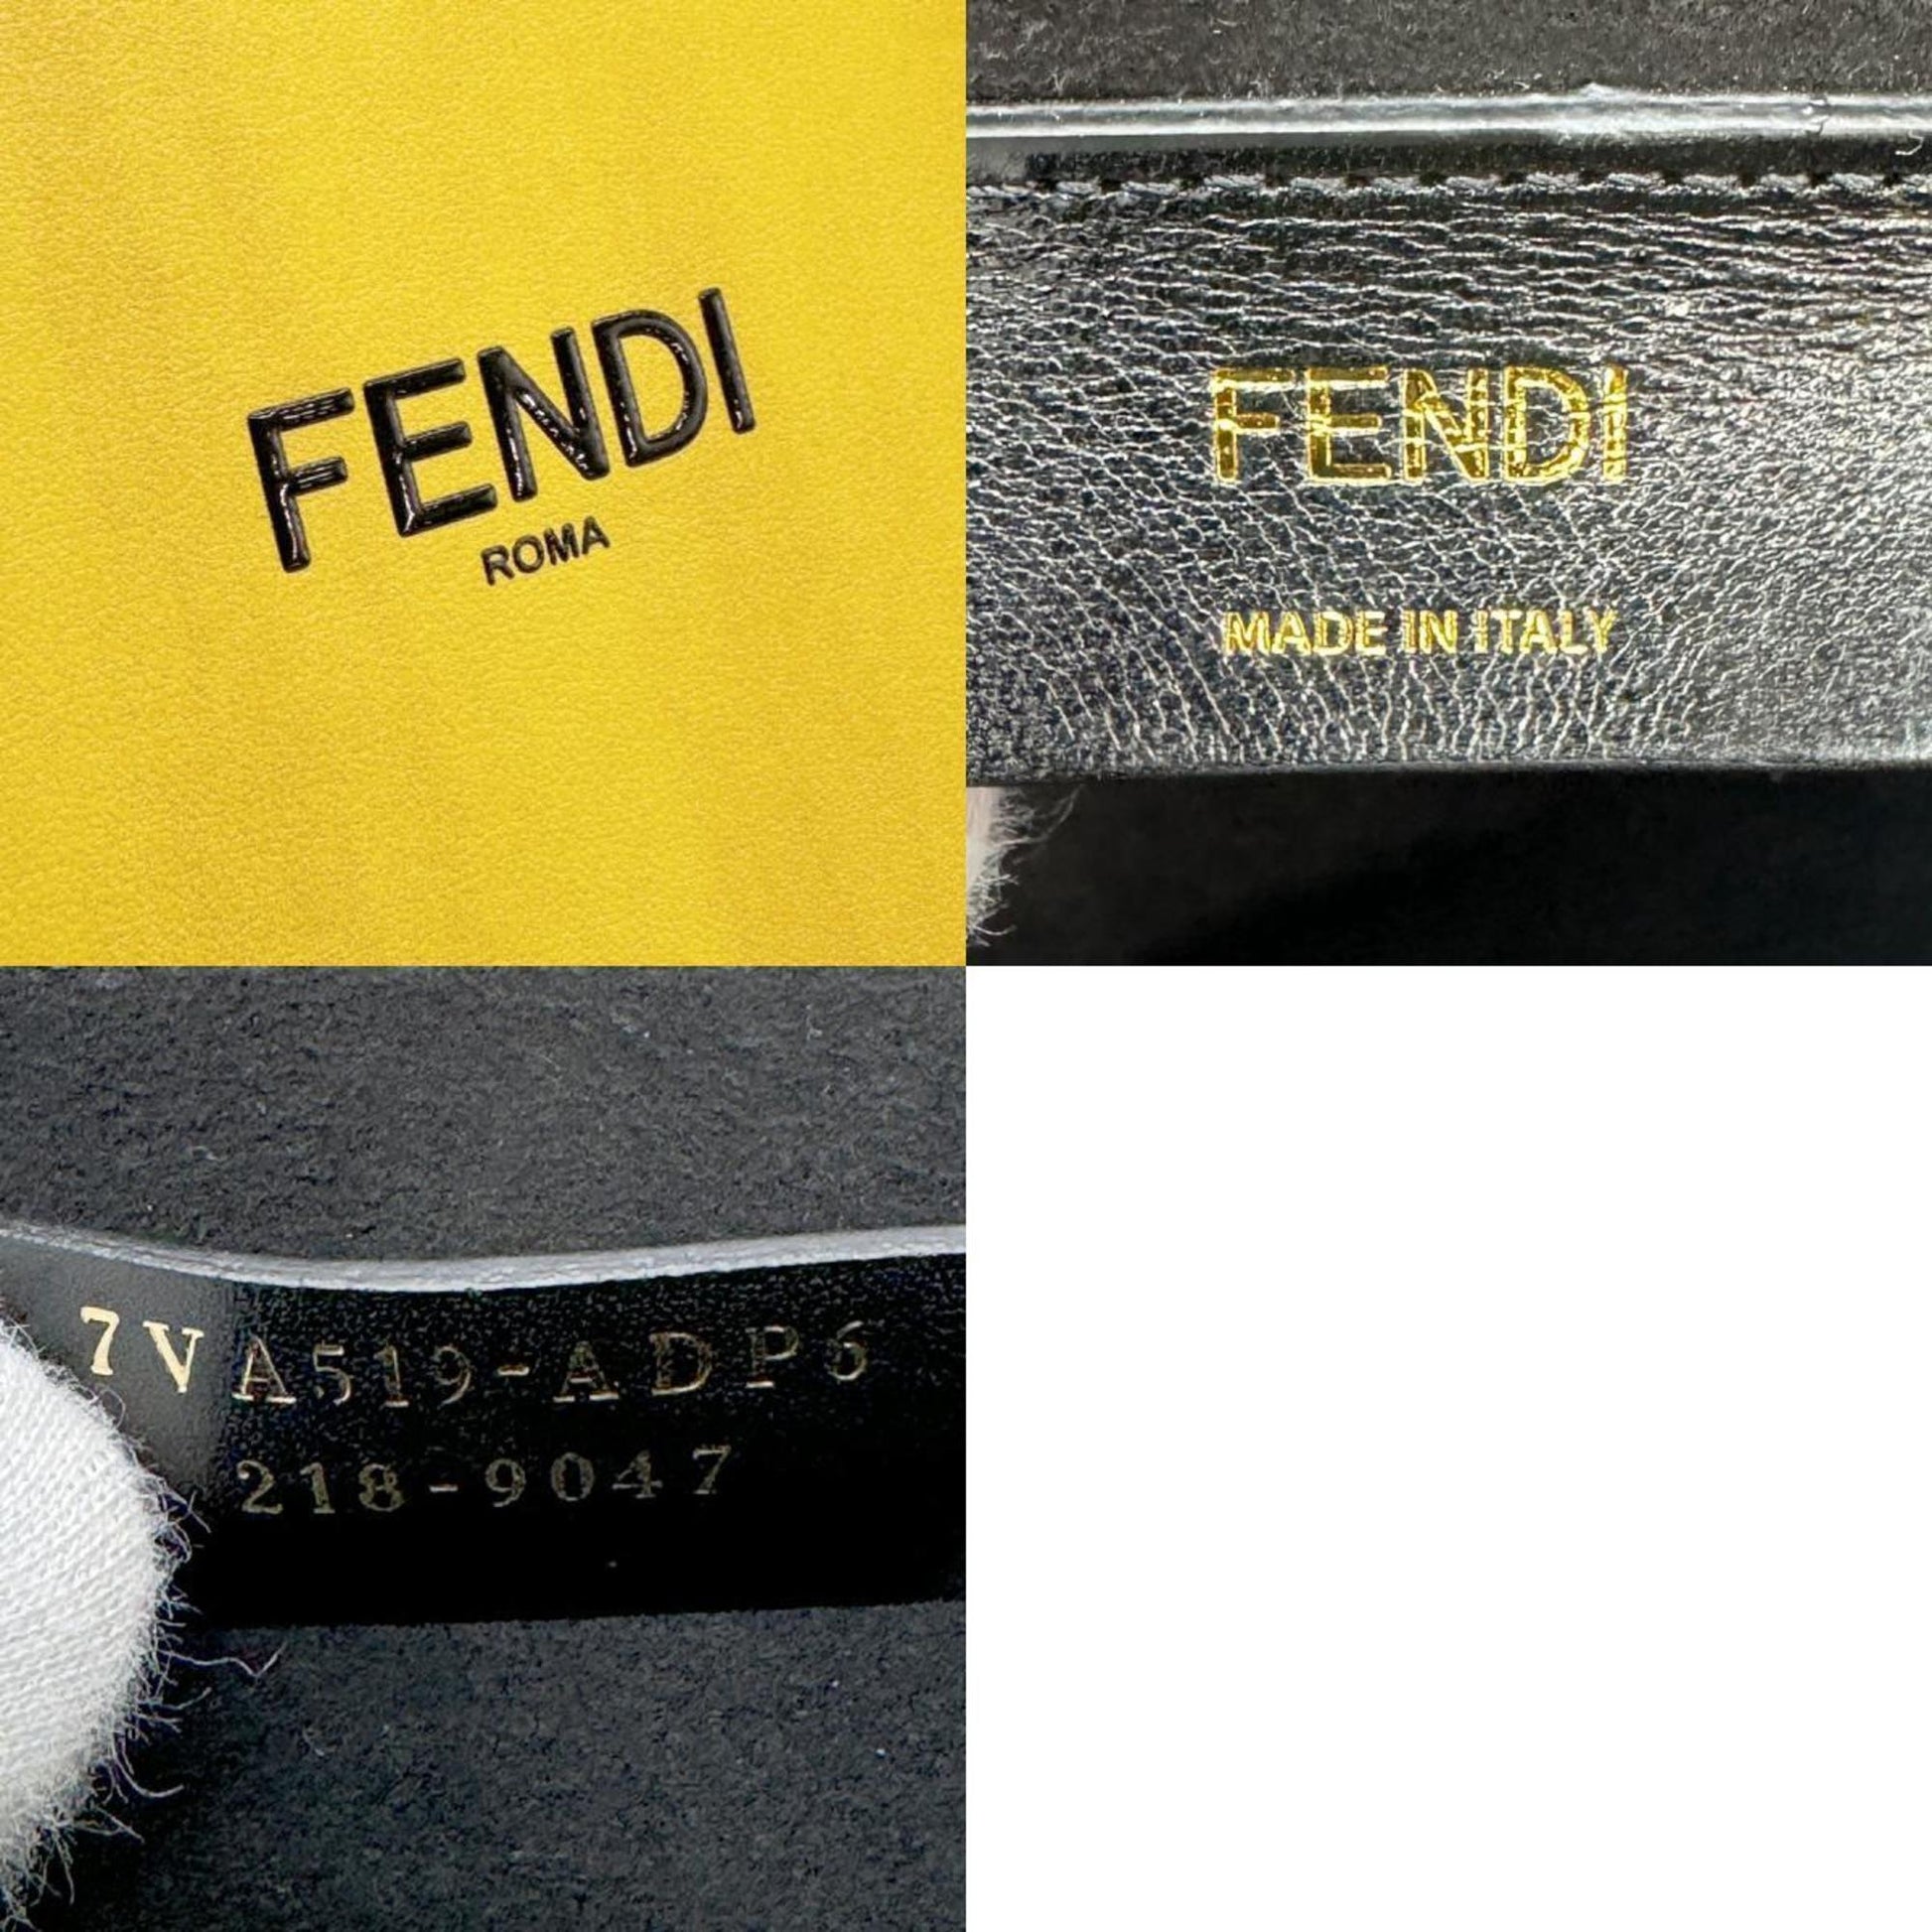 FENDI
ROMA
FENDI
MADE IN ITALY
7VA519-ADP6
218-9047